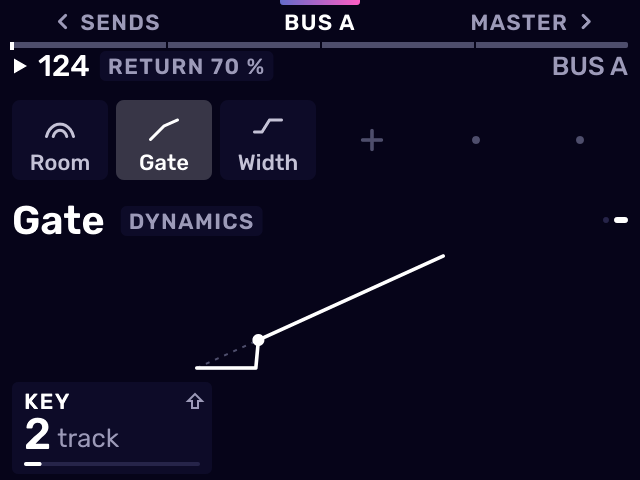 SENDS BUS A MASTER
124 RETURN 70 % BUS A
Room Gate Width
Gate DYNAMICS
KEY
2 track